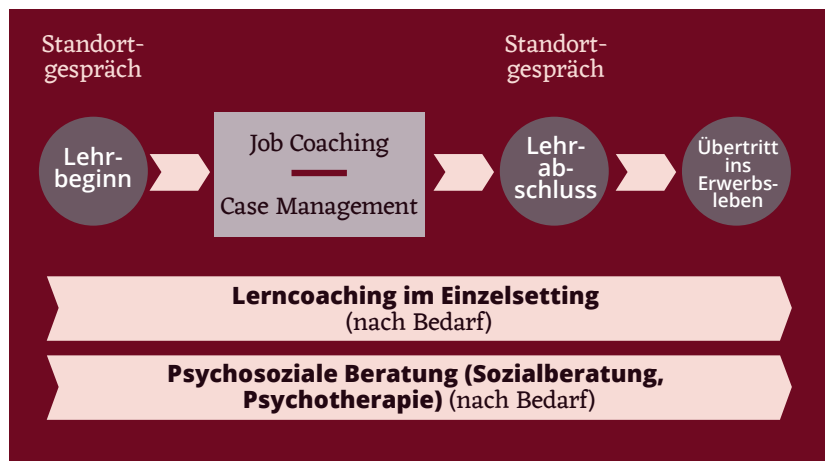 Standort-
gespräch
Standort-
gespräch
Lehr-
beginn
Job Coaching
Case Management
Lehr-
ab-
schluss
Übertritt
ins
Erwerbs-
leben
Lerncoaching im Einzelsetting
(nach Bedarf)
Psychosoziale Beratung (Sozialberatung,
Psychotherapie) (nach Bedarf)